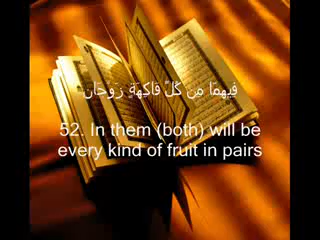 فِيهِمَا مِن كُلِّ فَاكِهَةٍ زَوْجَانِ
52. In them (both) will be
every kind of fruit in pairs